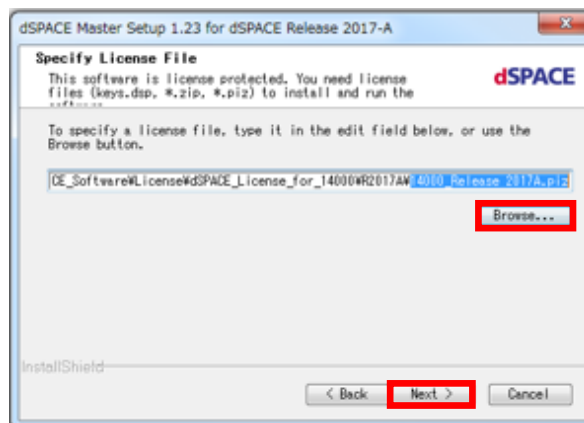 dSPACE Master Setup 1.23 for dSPACE Release 2017-A
Specify License File
This software is license protected. You need license
files (keys.dsp, *.zip, *.piz) to install and run the
dSPACE
To specify a license file, type it in the edit field below, or use the
Browse button.
CE_Software¥License¥dSPACE_License_for_14000¥R2017A¥14000_Release 2017A.piz
Browse...
InstallShield
< Back
Next >
Cancel